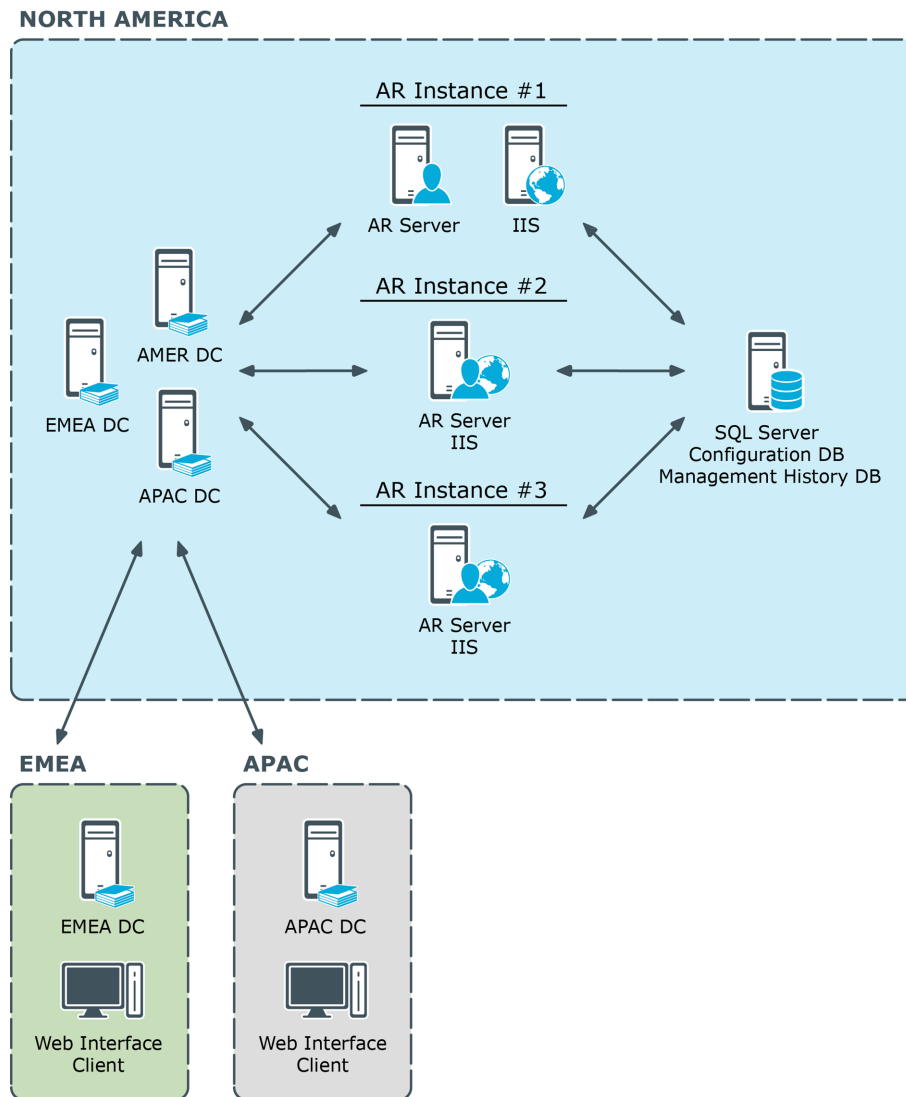 NORTH AMERICA
AR Instance #1
AR Server
IIS
AR Instance #2
AMER DC
EMEA DC
AR Server
IIS
SQL Server
Configuration DB
Management History DB
APAC DC
AR Instance #3
AR Server
IIS
EMEA
APAC
EMEA DC
APAC DC
Web Interface
Client
Web Interface
Client